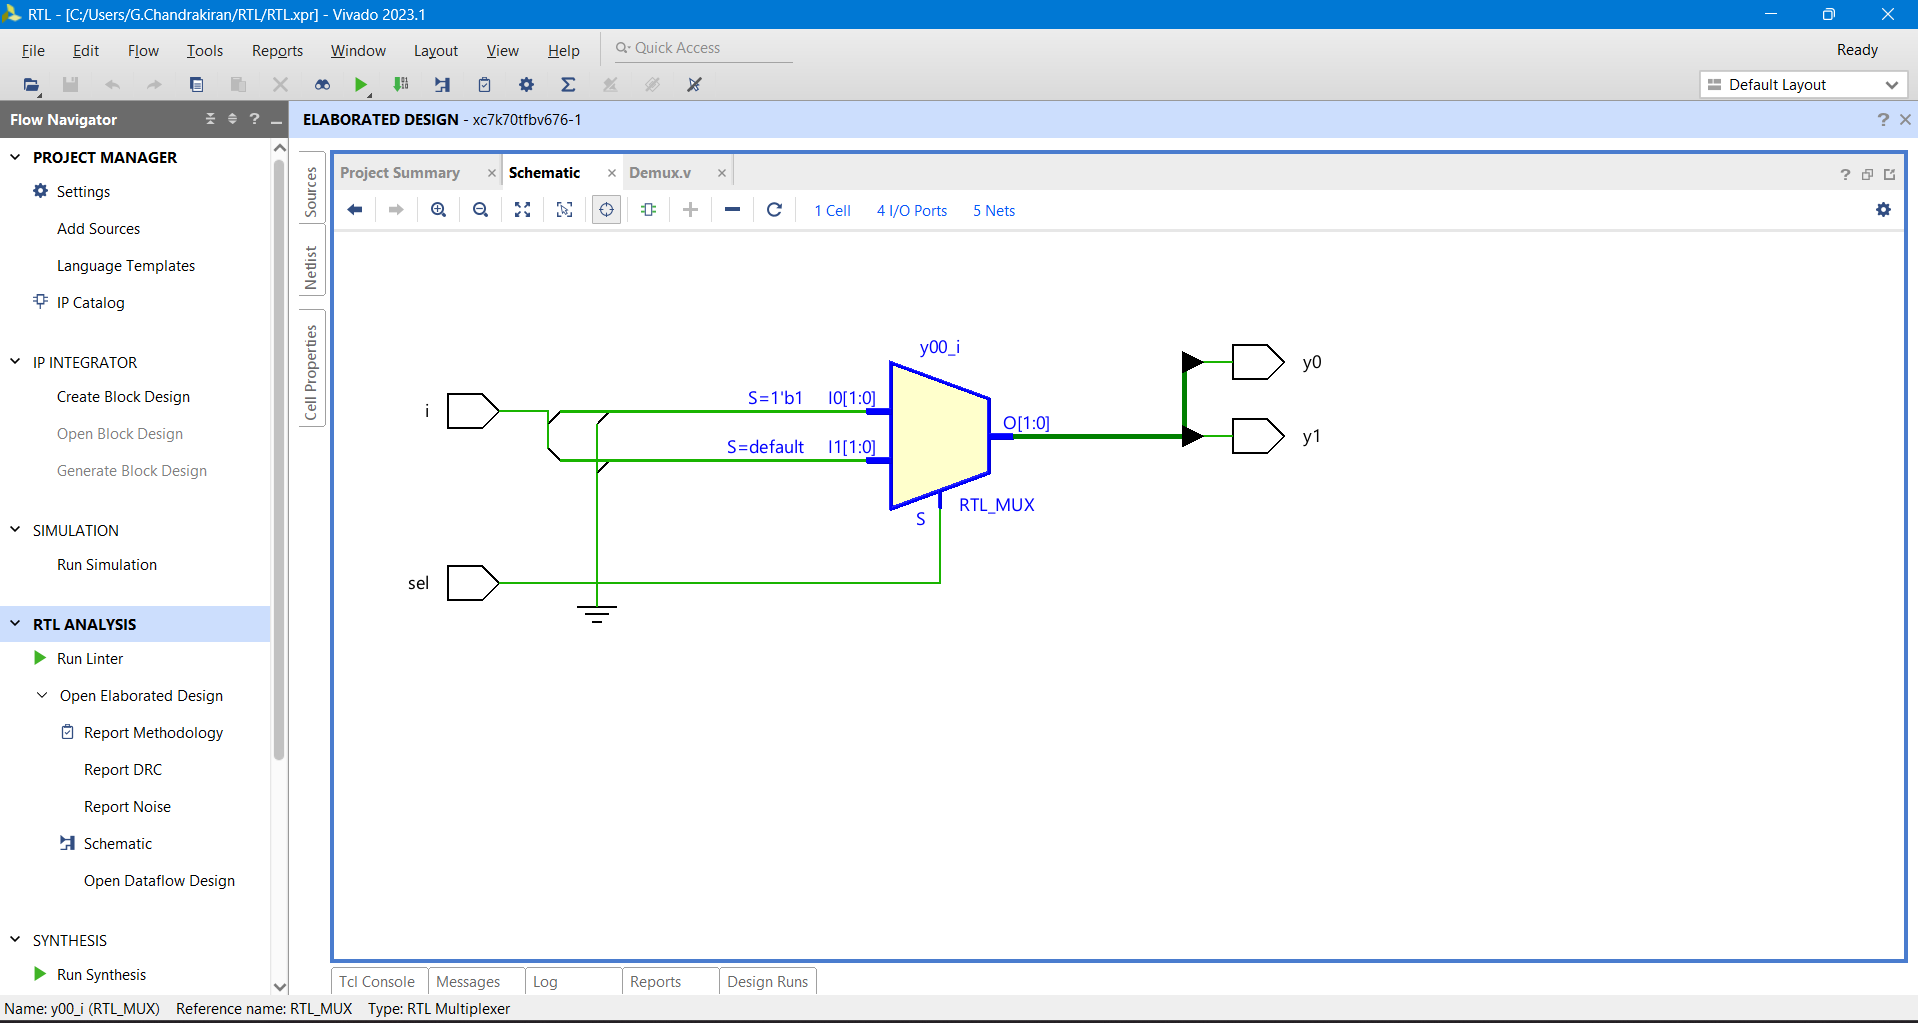 RTL - [C:/Users/G.Chandrakiran/RTL/RTL.xpr] - Vivado 2023.1
File Edit Flow Tools Reports Window Layout View Help Quick Access Ready
Default Layout
Flow Navigator
PROJECT MANAGER
Settings
Add Sources
Language Templates
IP Catalog
IP INTEGRATOR
Create Block Design
Open Block Design
Generate Block Design
SIMULATION
Run Simulation
RTL ANALYSIS
Run Linter
Open Elaborated Design
Report Methodology
Report DRC
Report Noise
Schematic
Open Dataflow Design
SYNTHESIS
Run Synthesis
ELABORATED DESIGN - xc7k70tfbv676-1
Sources
Netlist
Cell Properties
Project Summary Schematic Demux.v
1 Cell 4 I/O Ports 5 Nets
y00_i
y0
S=1'b1 I0[1:0]
i
O[1:0]
y1
S=default I1[1:0]
RTL_MUX
S
sel
Tcl Console Messages Log Reports Design Runs
Name: y00_i (RTL_MUX) Reference name: RTL_MUX Type: RTL Multiplexer